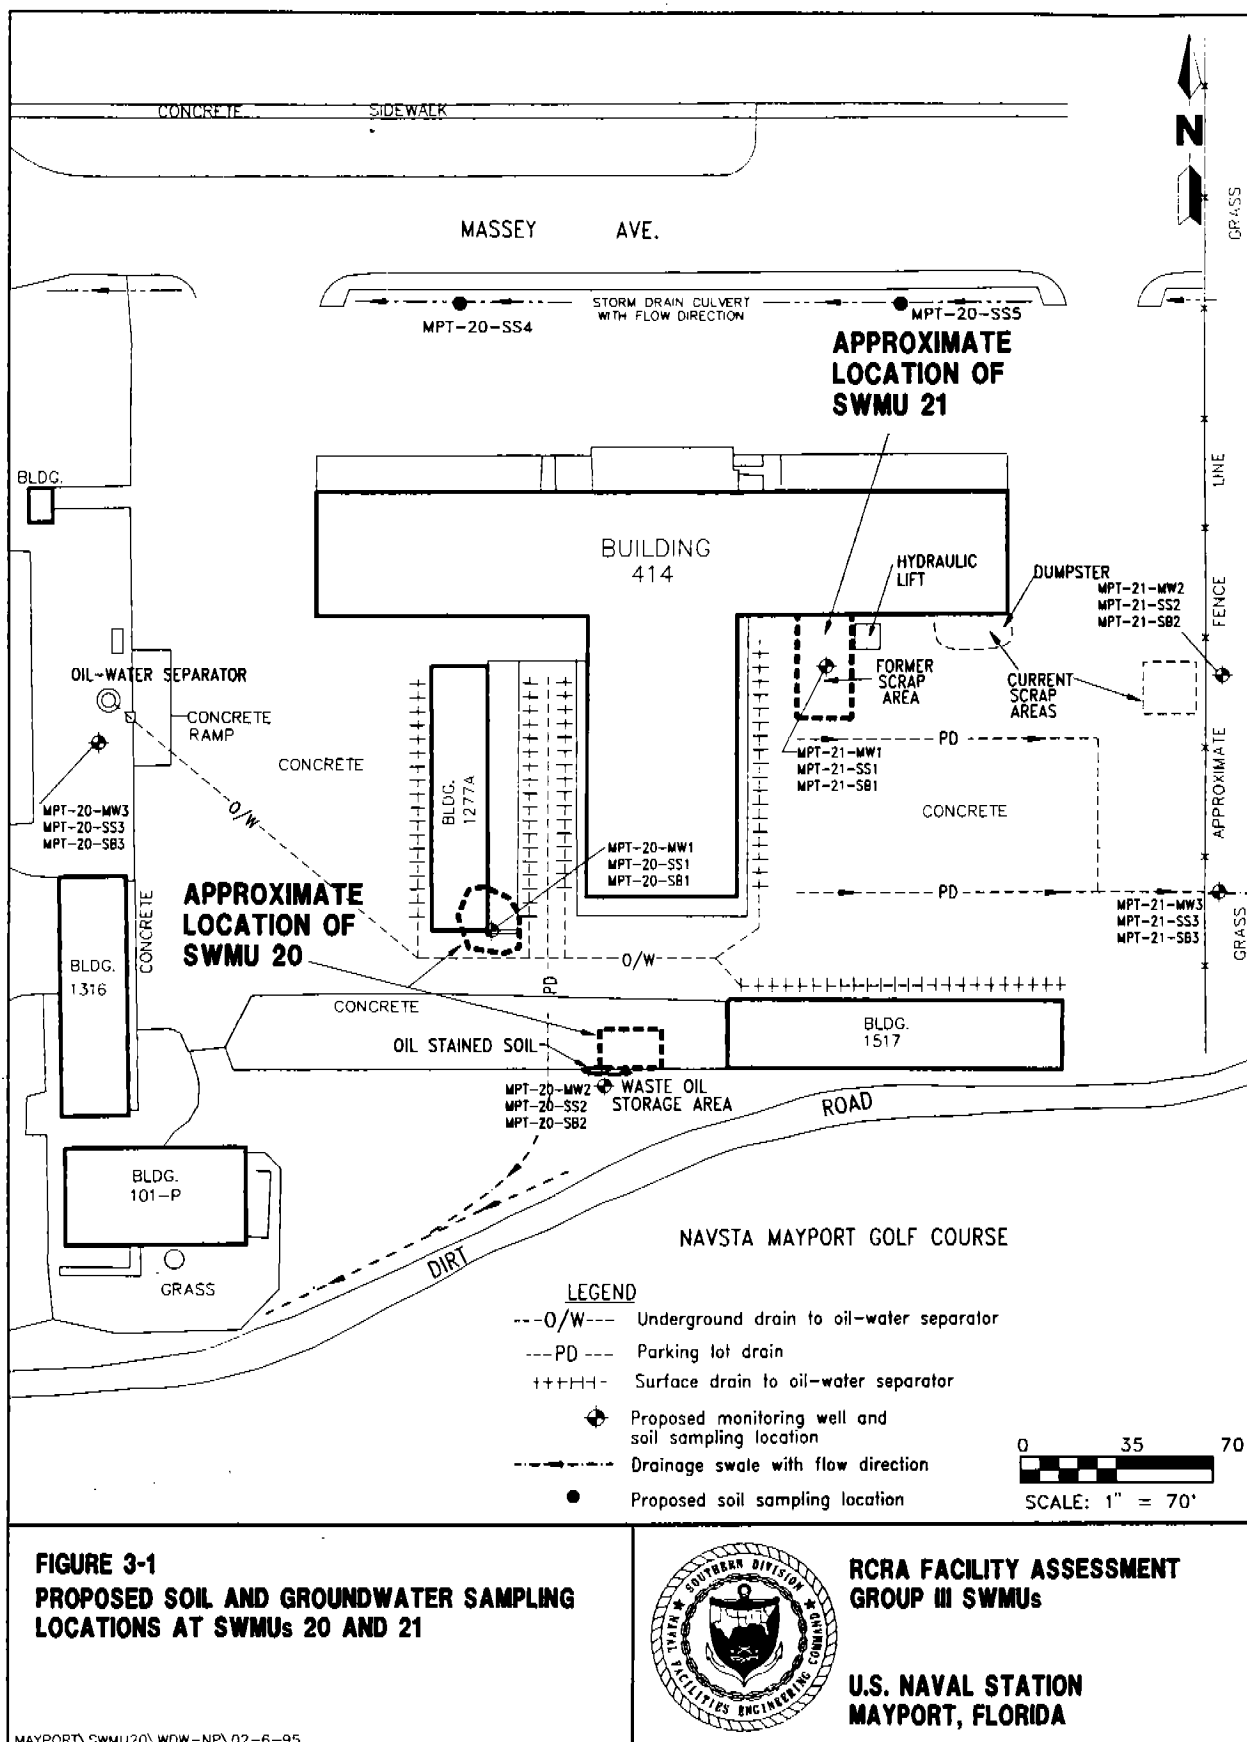 CONCRETE SIDEWALK
N
GRASS
MASSEY AVE.
STORM DRAIN CULVERT
WITH FLOW DIRECTION
MPT-20-SS4
MPT-20-SS5
APPROXIMATE
LOCATION OF
SWMU 21
BLDG.
BUILDING
414
HYDRAULIC
LIFT
DUMPSTER
MPT-21-MW2
MPT-21-SS2
MPT-21-SB2
APPROXIMATE FENCE LINE
OIL-WATER SEPARATOR
CONCRETE
RAMP
FORMER
SCRAP
AREA
CURRENT
SCRAP
AREAS
CONCRETE
BLDG.
1277A
PD
MPT-21-MW1
MPT-21-SS1
MPT-21-SB1
CONCRETE
O/W
MPT-20-MW3
MPT-20-SS3
MPT-20-SB3
MPT-20-MW1
MPT-20-SS1
MPT-20-SB1
APPROXIMATE
LOCATION OF
SWMU 20
CONCRETE
PD
MPT-21-MW3
MPT-21-SS3
MPT-21-SB3
GRASS
BLDG.
1316
O/W
PD
CONCRETE
BLDG.
1517
OIL STAINED SOIL
MPT-20-MW2
MPT-20-SS2
MPT-20-SB2
WASTE OIL
STORAGE AREA
DIRT ROAD
BLDG.
101-P
GRASS
NAVSTA MAYPORT GOLF COURSE
LEGEND
---O/W--- Underground drain to oil-water separator
---PD--- Parking lot drain
Surface drain to oil-water separator
Proposed monitoring well and
soil sampling location
Drainage swale with flow direction
Proposed soil sampling location
0 35 70
SCALE: 1" = 70'
FIGURE 3-1
PROPOSED SOIL AND GROUNDWATER SAMPLING
LOCATIONS AT SWMUs 20 AND 21
SOUTHERN DIVISION
NAVAL FACILITIES ENGINEERING COMMAND
RCRA FACILITY ASSESSMENT
GROUP III SWMUs
U.S. NAVAL STATION
MAYPORT, FLORIDA
MAYPORT\SWMU20\WDW-NP\02-6-95